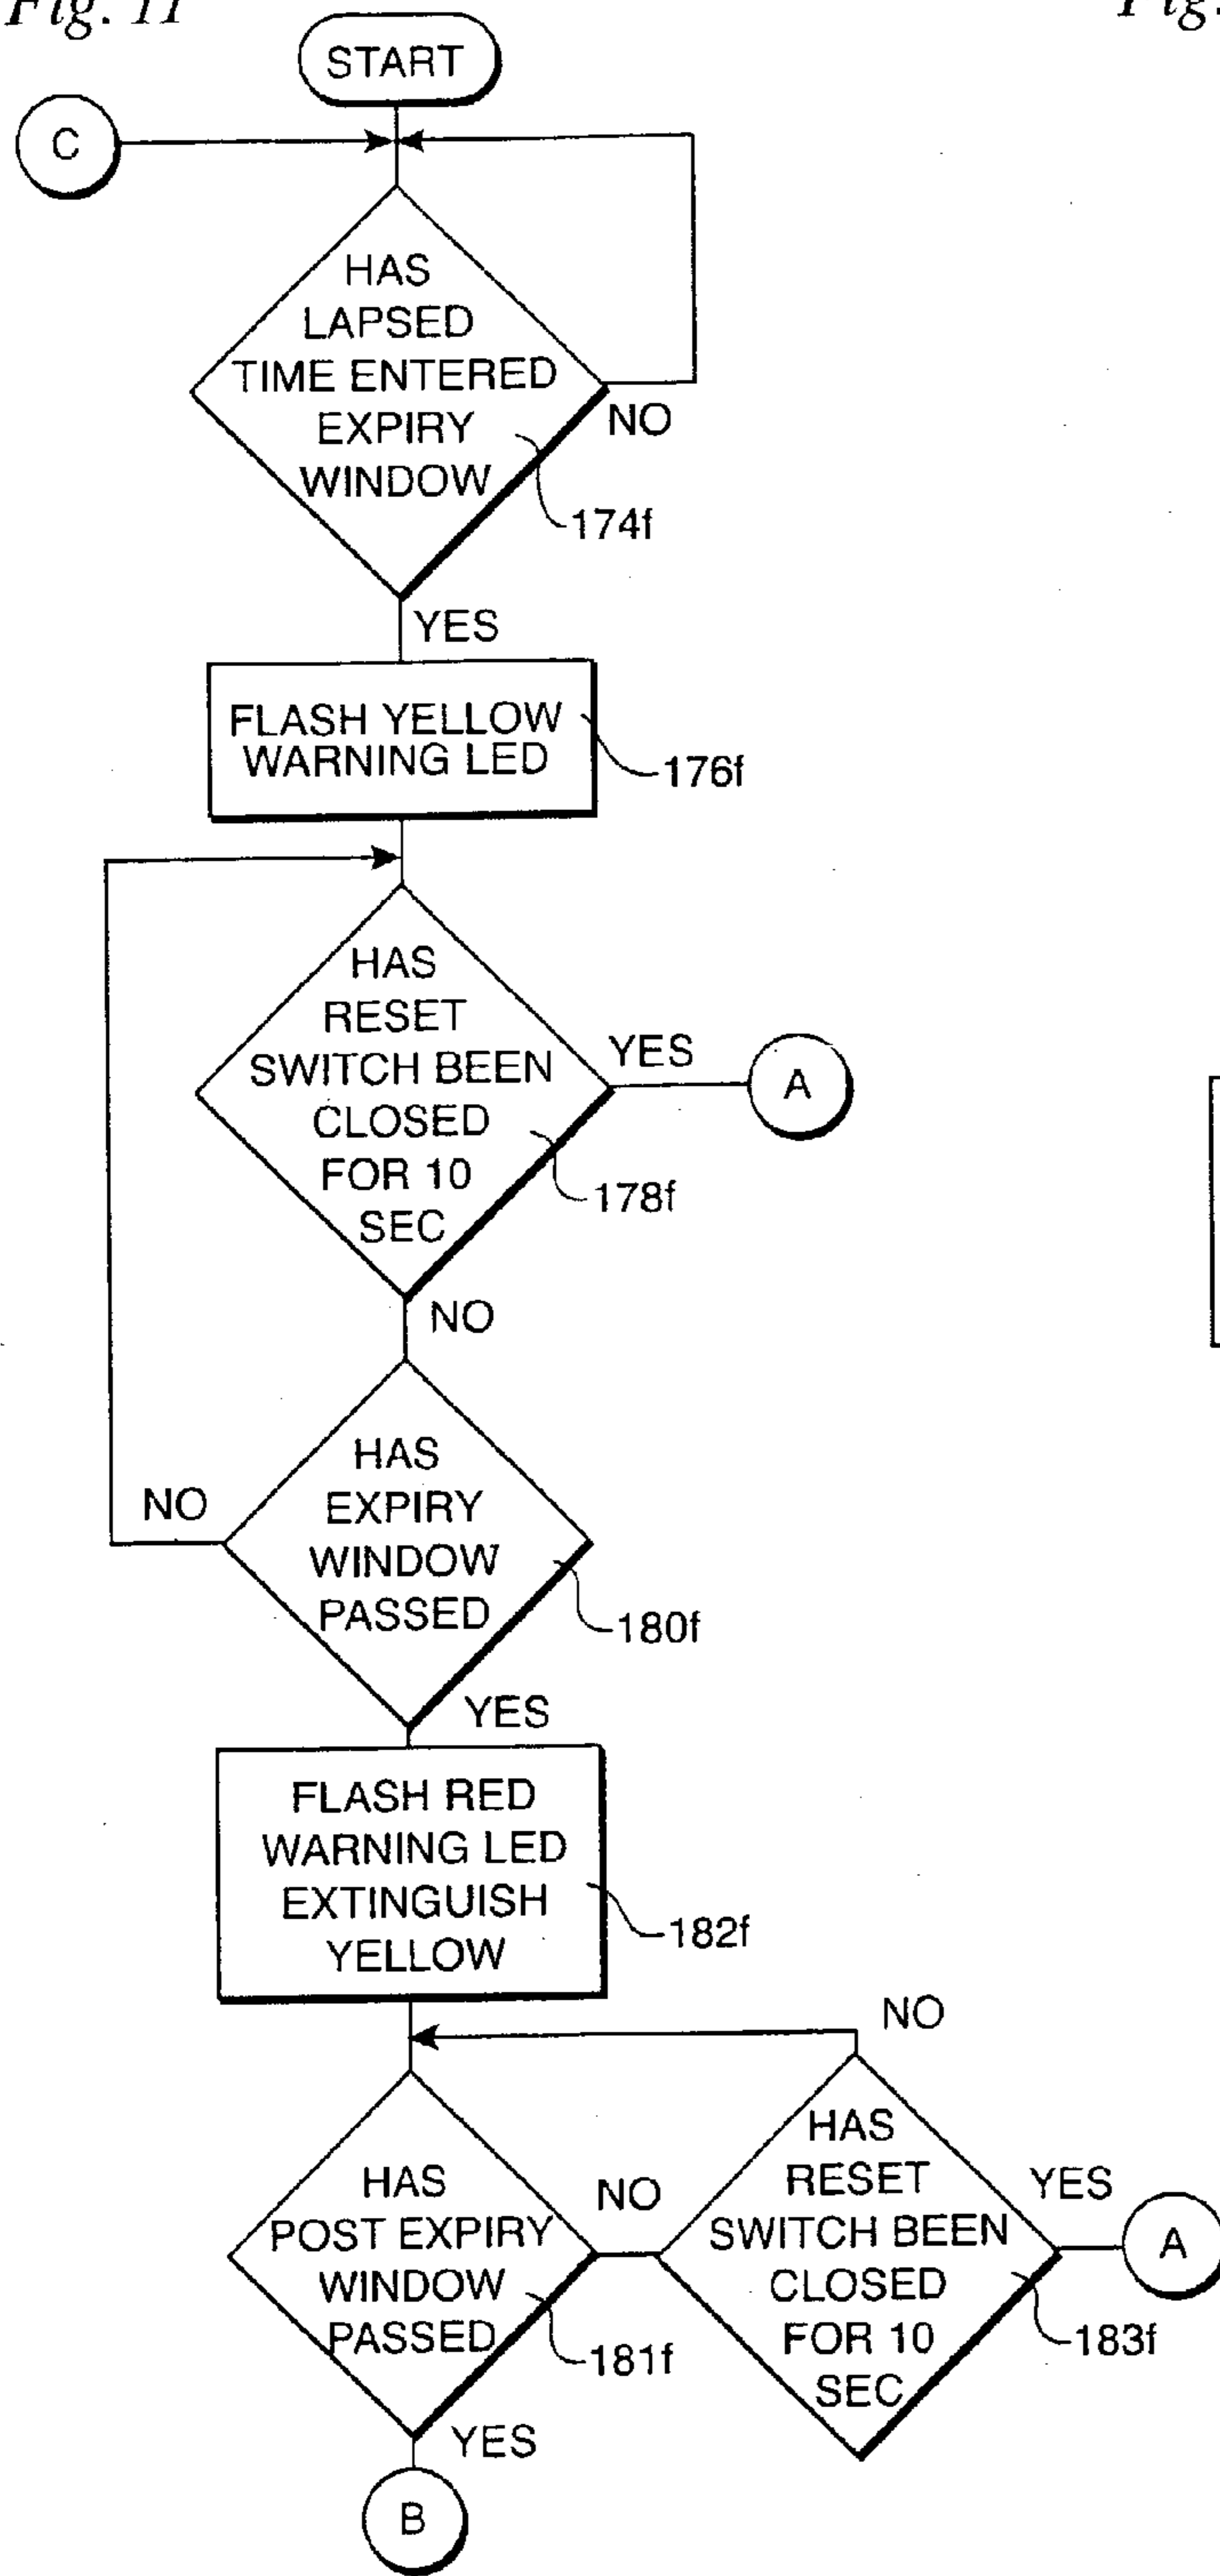 Fig. 11
Fig.
START
C
HAS
LAPSED
TIME ENTERED
EXPIRY
WINDOW
NO
174f
YES
FLASH YELLOW
WARNING LED
176f
HAS
RESET
SWITCH BEEN
CLOSED
FOR 10
SEC
YES
A
178f
NO
HAS
EXPIRY
WINDOW
PASSED
NO
180f
YES
FLASH RED
WARNING LED
EXTINGUISH
YELLOW
182f
NO
HAS
POST EXPIRY
WINDOW
PASSED
NO
181f
HAS
RESET
SWITCH BEEN
CLOSED
FOR 10
SEC
YES
A
183f
YES
B